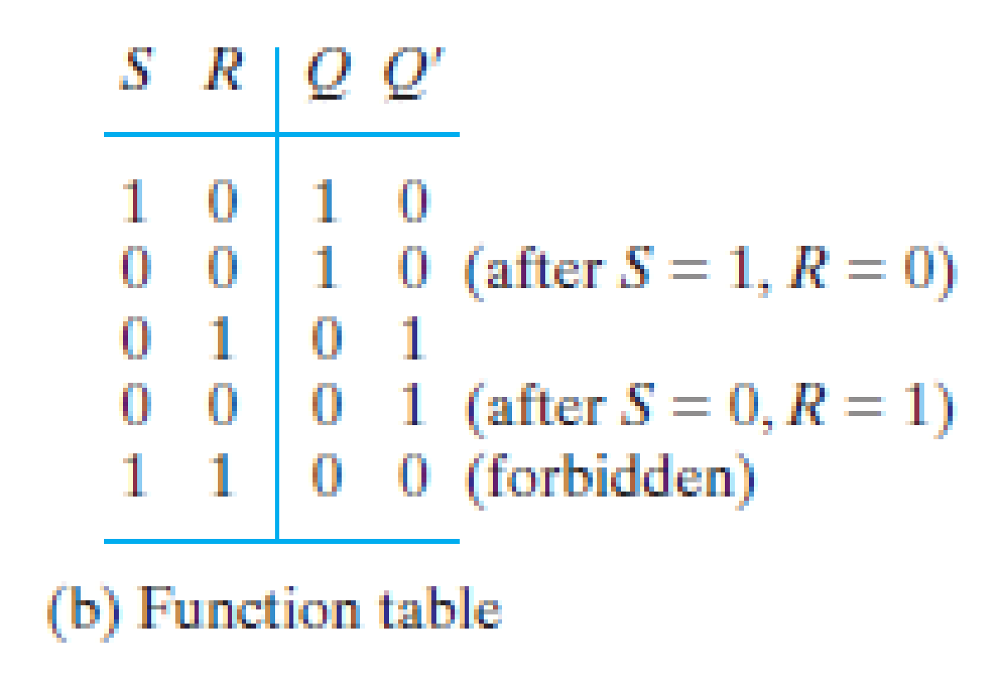 S R Q Q′
1 0 1 0
0 0 1 0 (after S = 1, R = 0)
0 1 0 1
0 0 0 1 (after S = 0, R = 1)
1 1 0 0 (forbidden)
(b) Function table